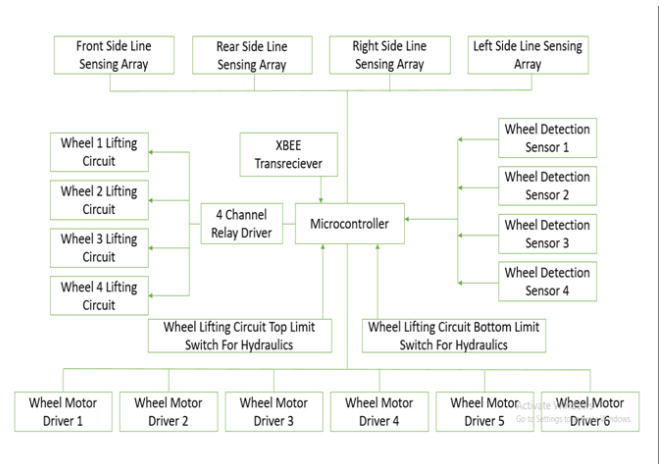 Front Side Line
Sensing Array
Rear Side Line
Sensing Array
Right Side Line
Sensing Array
Left Side Line Sensing
Array
Wheel 1 Lifting
Circuit
Wheel 2 Lifting
Circuit
Wheel 3 Lifting
Circuit
Wheel 4 Lifting
Circuit
XBEE
Transreciever
4 Channel
Relay Driver
Microcontroller
Wheel Detection
Sensor 1
Wheel Detection
Sensor 2
Wheel Detection
Sensor 3
Wheel Detection
Sensor 4
Wheel Lifting Circuit Top Limit
Switch For Hydraulics
Wheel Lifting Circuit Bottom Limit
Switch For Hydraulics
Wheel Motor
Driver 1
Wheel Motor
Driver 2
Wheel Motor
Driver 3
Wheel Motor
Driver 4
Wheel Motor
Driver 5
Wheel Motor
Driver 6
Activate
Go to Settings